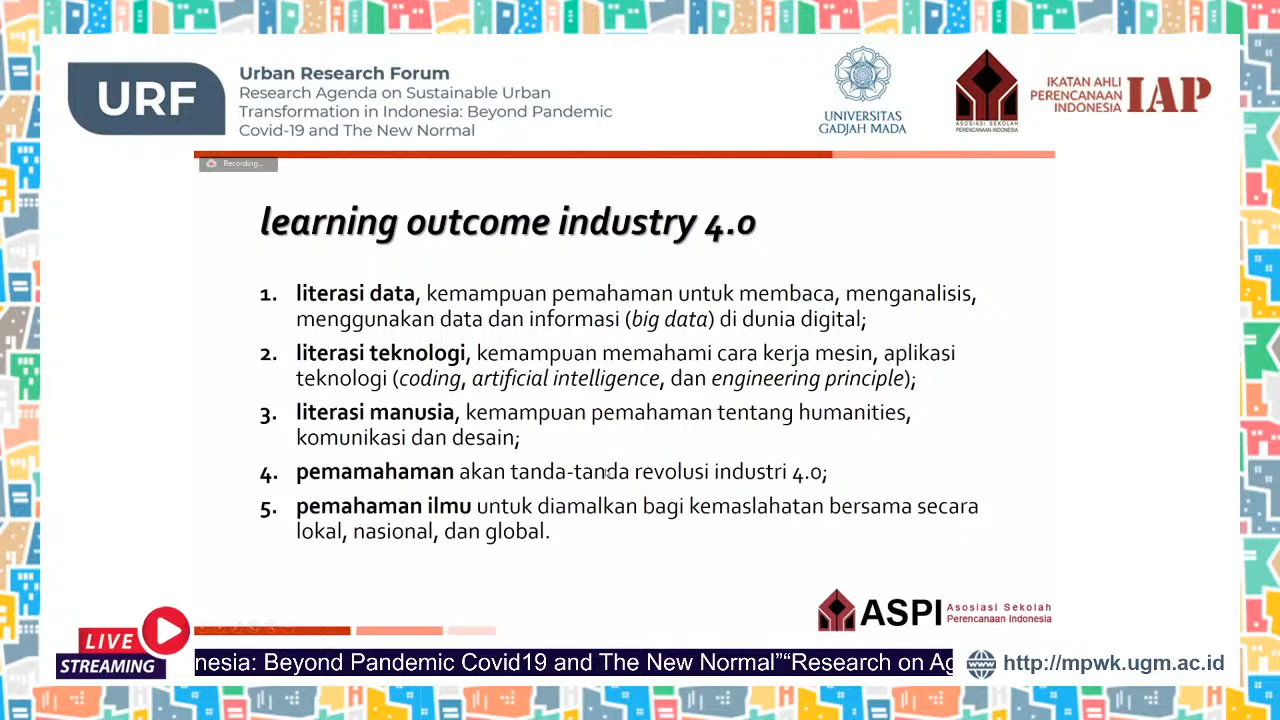 URF
Urban Research Forum
Research Agenda on Sustainable Urban
Transformation in Indonesia: Beyond Pandemic
Covid-19 and The New Normal
UNIVERSITAS
GADJAH MADA
ASOSIASI SEKOLAH
PERENCANAAN INDONESIA
IKATAN AHLI
PERENCANAAN
INDONESIA
IAP
Recording...
learning outcome industry 4.0
1. literasi data, kemampuan pemahaman untuk membaca, menganalisis,
menggunakan data dan informasi (big data) di dunia digital;
2. literasi teknologi, kemampuan memahami cara kerja mesin, aplikasi
teknologi (coding, artificial intelligence, dan engineering principle);
3. literasi manusia, kemampuan pemahaman tentang humanities,
komunikasi dan desain;
4. pemamahaman akan tanda-tanda revolusi industri 4.0;
5. pemahaman ilmu untuk diamalkan bagi kemaslahatan bersama secara
lokal, nasional, dan global.
ASPI
Asosiasi Sekolah
Perencanaan Indonesia
LIVE
STREAMING
nesia: Beyond Pandemic Covid19 and The New Normal”“Research on Ag
http://mpwk.ugm.ac.id